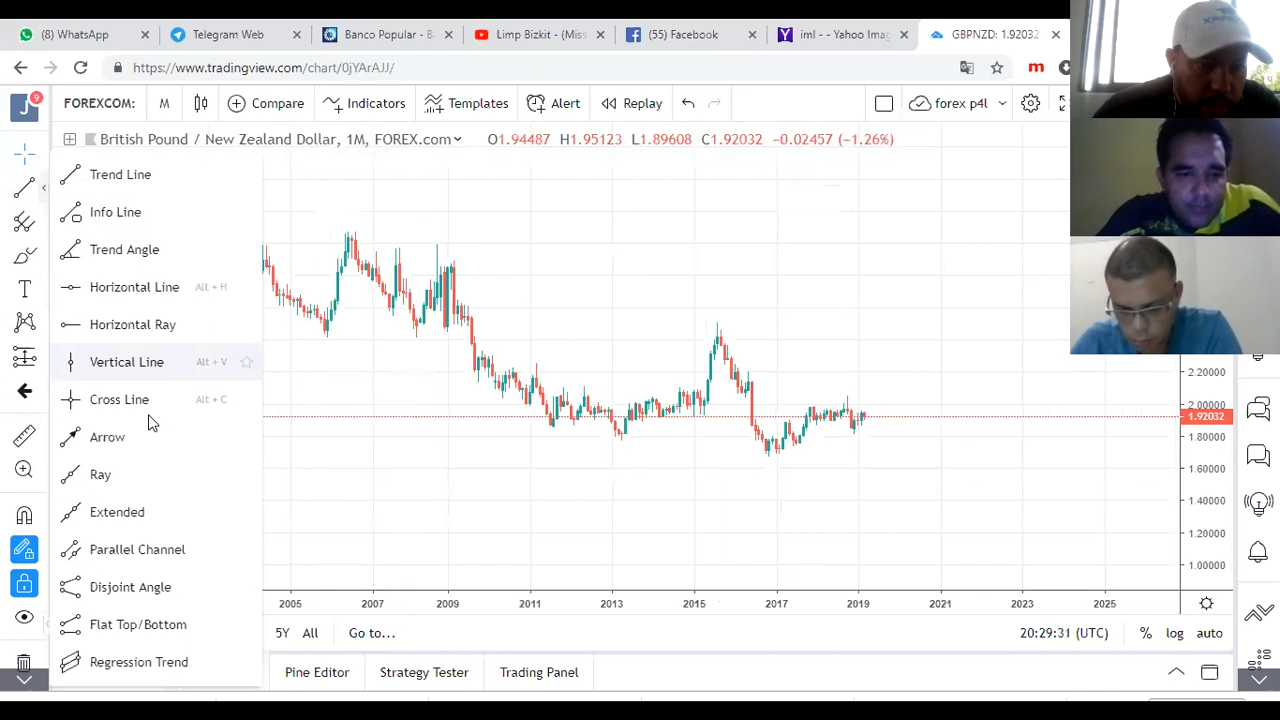 (8) WhatsApp
Telegram Web
Banco Popular - B
Limp Bizkit - (Miss
(55) Facebook
iml - - Yahoo Ima
GBPNZD: 1.92032
https://www.tradingview.com/chart/0jYArAJJ/
m
J 9
FOREXCOM:
M
Compare
Indicators
Templates
Alert
Replay
forex p4l
British Pound / New Zealand Dollar, 1M, FOREX.com
O1.94487 H1.95123 L1.89608 C1.92032 -0.02457 (-1.26%)
Trend Line
Info Line
Trend Angle
Horizontal Line Alt + H
Horizontal Ray
Vertical Line Alt + V
Cross Line Alt + C
Arrow
Ray
Extended
Parallel Channel
Disjoint Angle
Flat Top/Bottom
Regression Trend
T
2.20000
2.00000
1.92032
1.80000
1.60000
1.40000
1.20000
1.00000
2005 2007 2009 2011 2013 2015 2017 2019 2021 2023 2025
5Y All Go to... 20:29:31 (UTC) % log auto
Pine Editor Strategy Tester Trading Panel